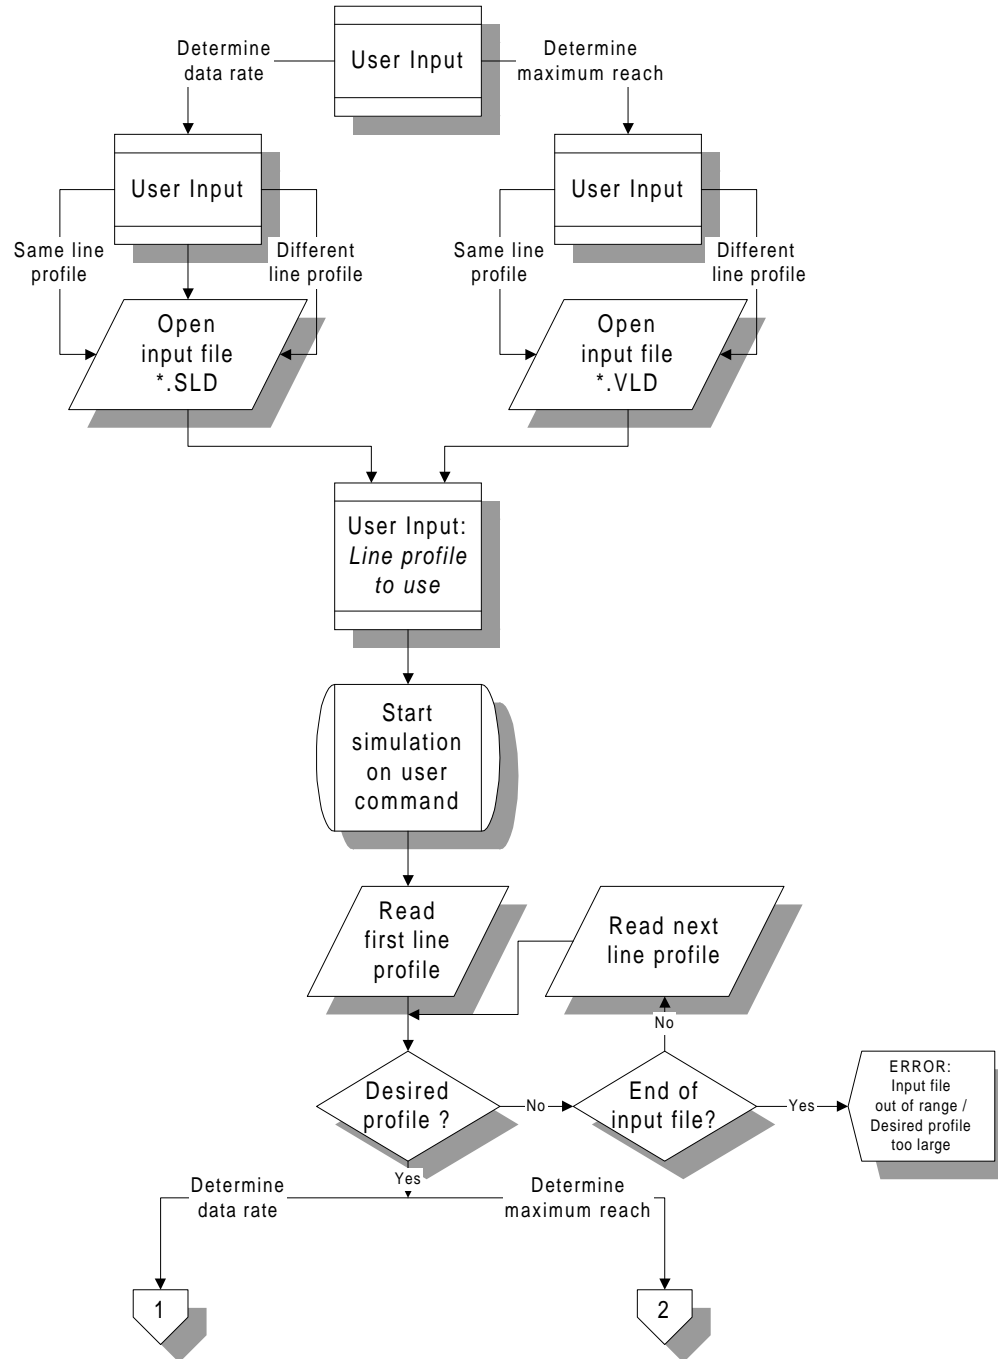 User Input
Determine
data rate
Determine
maximum reach
User Input
User Input
Same line
profile
Different
line profile
Same line
profile
Different
line profile
Open
input file
*.SLD
Open
input file
*.VLD
User Input:
Line profile
to use
Start
simulation
on user
command
Read
first line
profile
Read next
line profile
No
Desired
profile ?
No
End of
input file?
Yes
ERROR:
Input file
out of range /
Desired profile
too large
Yes
Determine
data rate
Determine
maximum reach
1
2